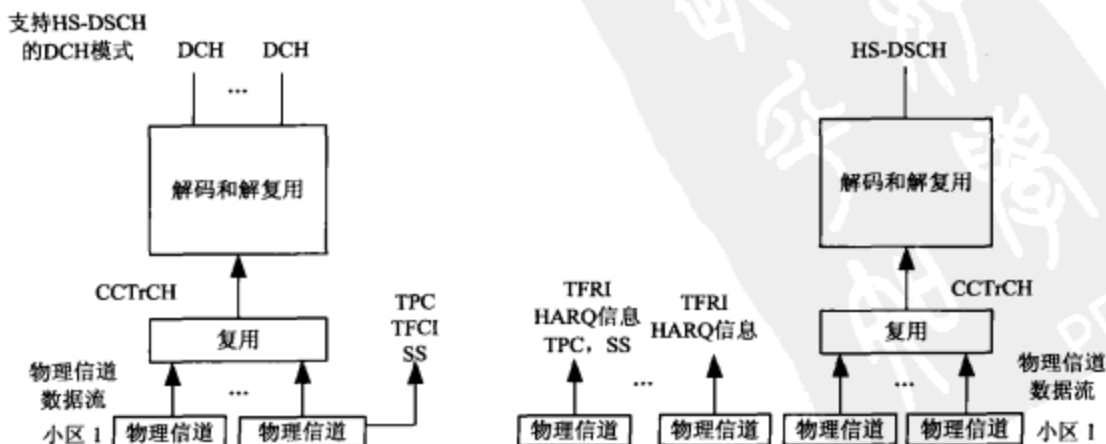 支持HS-DSCH
的DCH模式
DCH
DCH
...
解码和解复用
CCTrCH
复用
TPC
TFCI
SS
物理信道
数据流
...
小区 1
物理信道
物理信道
HS-DSCH
解码和解复用
CCTrCH
TFRI
HARQ信息
TPC，SS
...
TFRI
HARQ信息
复用
...
物理信道
数据流
物理信道
物理信道
物理信道
物理信道
小区 1